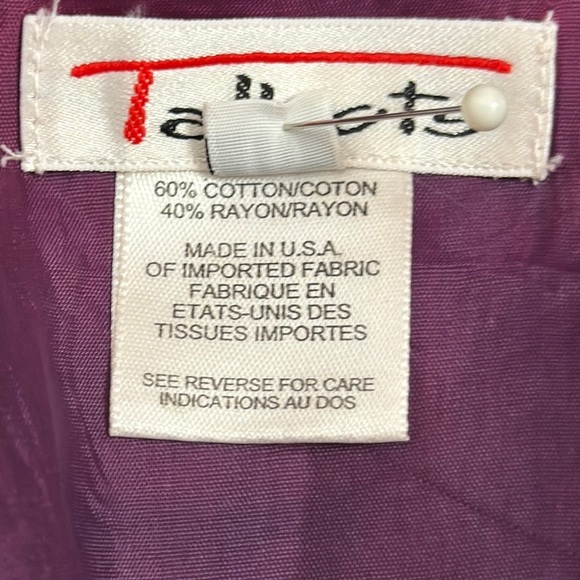 Talbots
60% COTTON/COTON
40% RAYON/RAYON
MADE IN U.S.A.
OF IMPORTED FABRIC
FABRIQUE EN
ETATS-UNIS DES
TISSUES IMPORTES
SEE REVERSE FOR CARE
INDICATIONS AU DOS